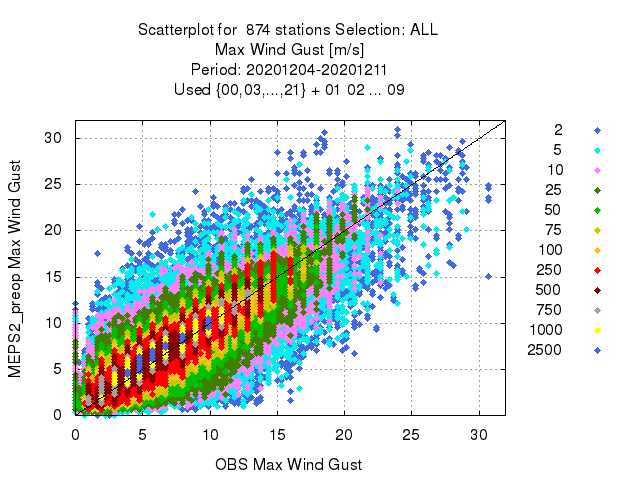 Scatterplot for 874 stations Selection: ALL
Max Wind Gust [m/s]
Period: 20201204-20201211
Used {00,03,...,21} + 01 02 ... 09
MEPS2_preop Max Wind Gust
30
25
20
15
10
5
0
0 5 10 15 20 25 30
OBS Max Wind Gust
2
5
10
25
50
75
100
250
500
750
1000
2500